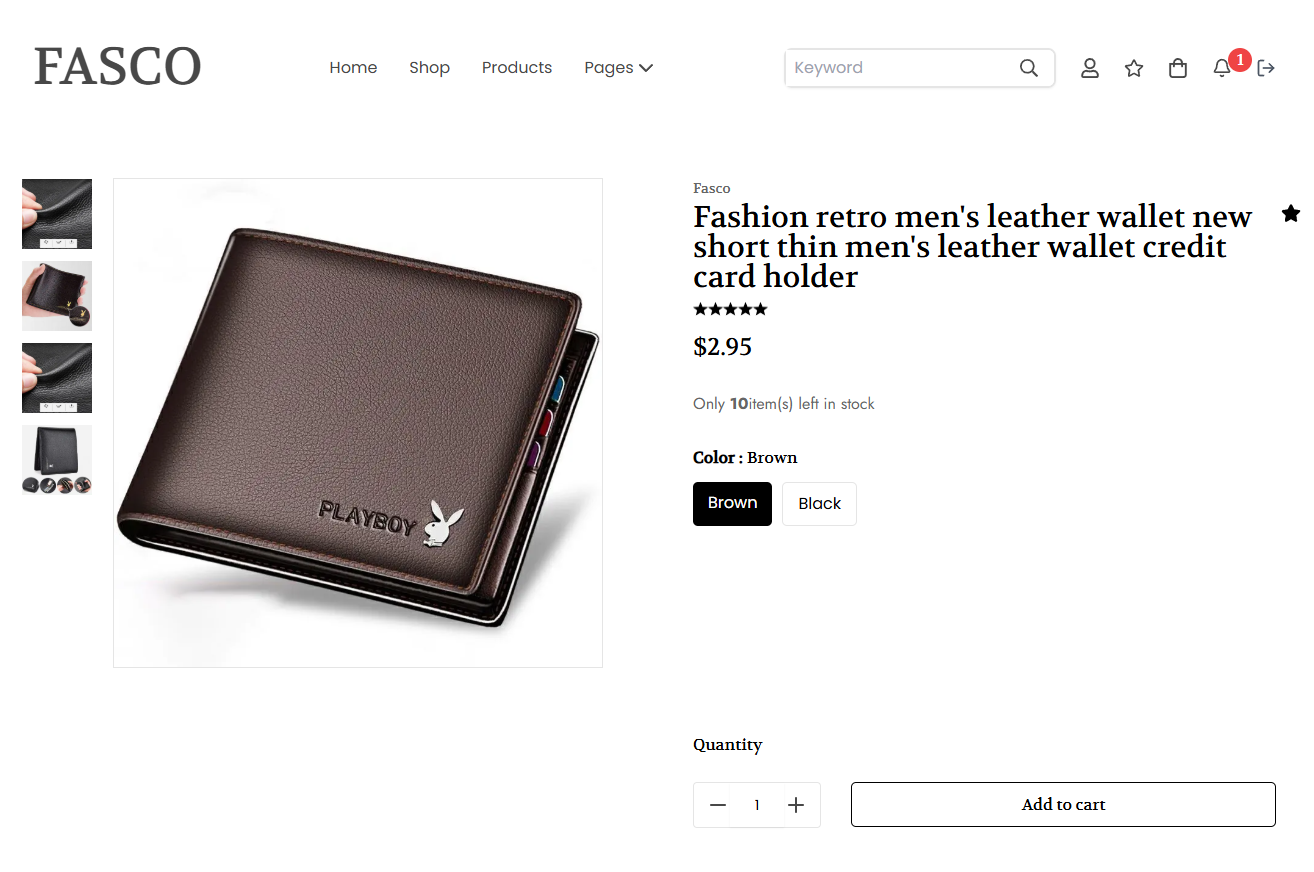 FASCO
Home
Shop
Products
Pages
Keyword
1
Fasco
Fashion retro men's leather wallet new
short thin men's leather wallet credit
card holder
$2.95
Only 10item(s) left in stock
Color : Brown
Brown
Black
PLAYBOY
Quantity
1
Add to cart